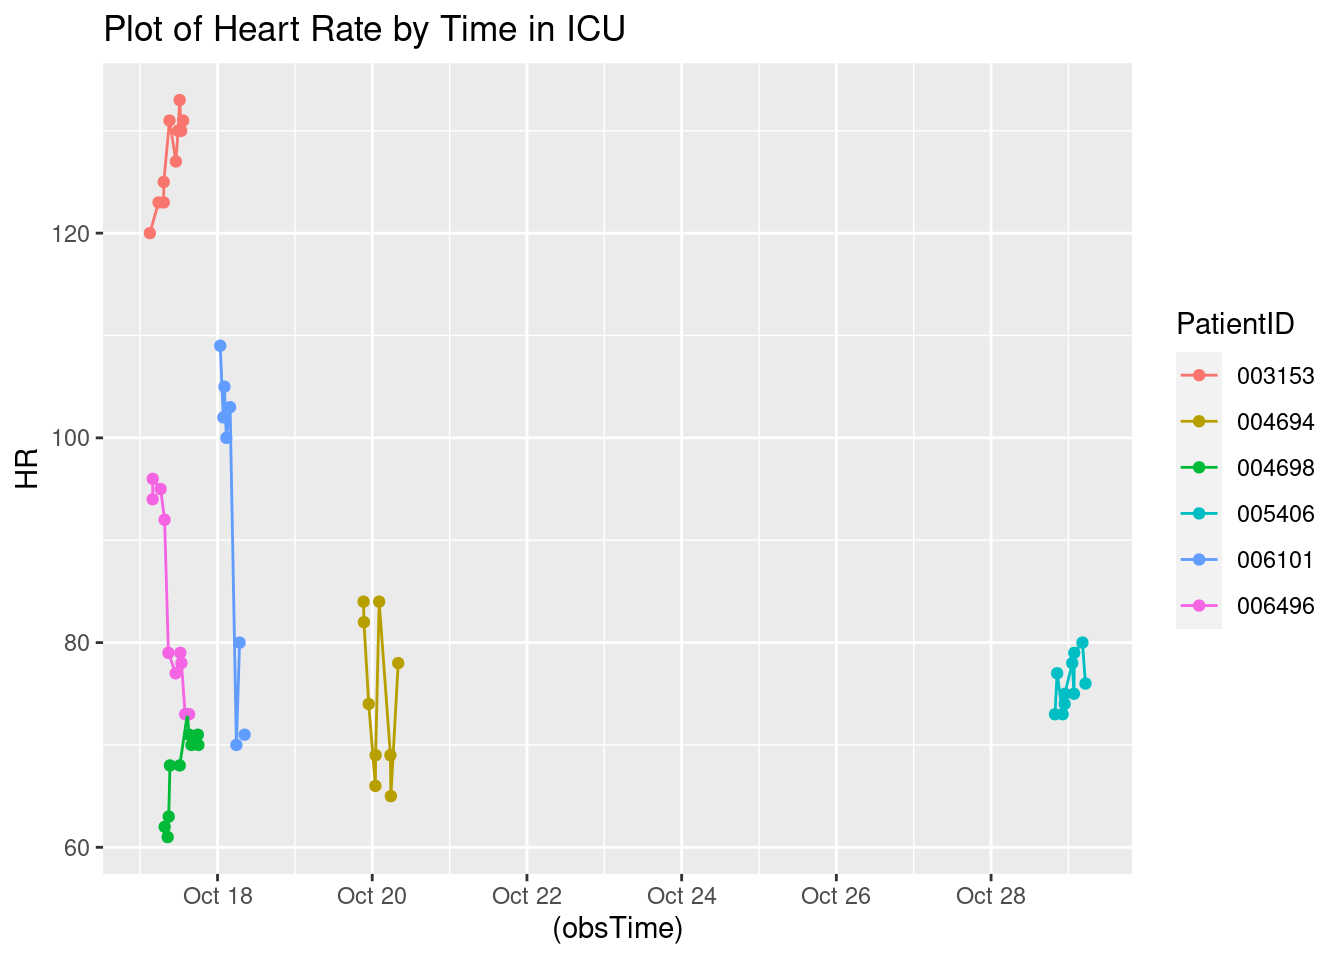 Plot of Heart Rate by Time in ICU
120
100
80
60
HR
Oct 18 Oct 20 Oct 22 Oct 24 Oct 26 Oct 28
(obsTime)
PatientID
003153
004694
004698
005406
006101
006496